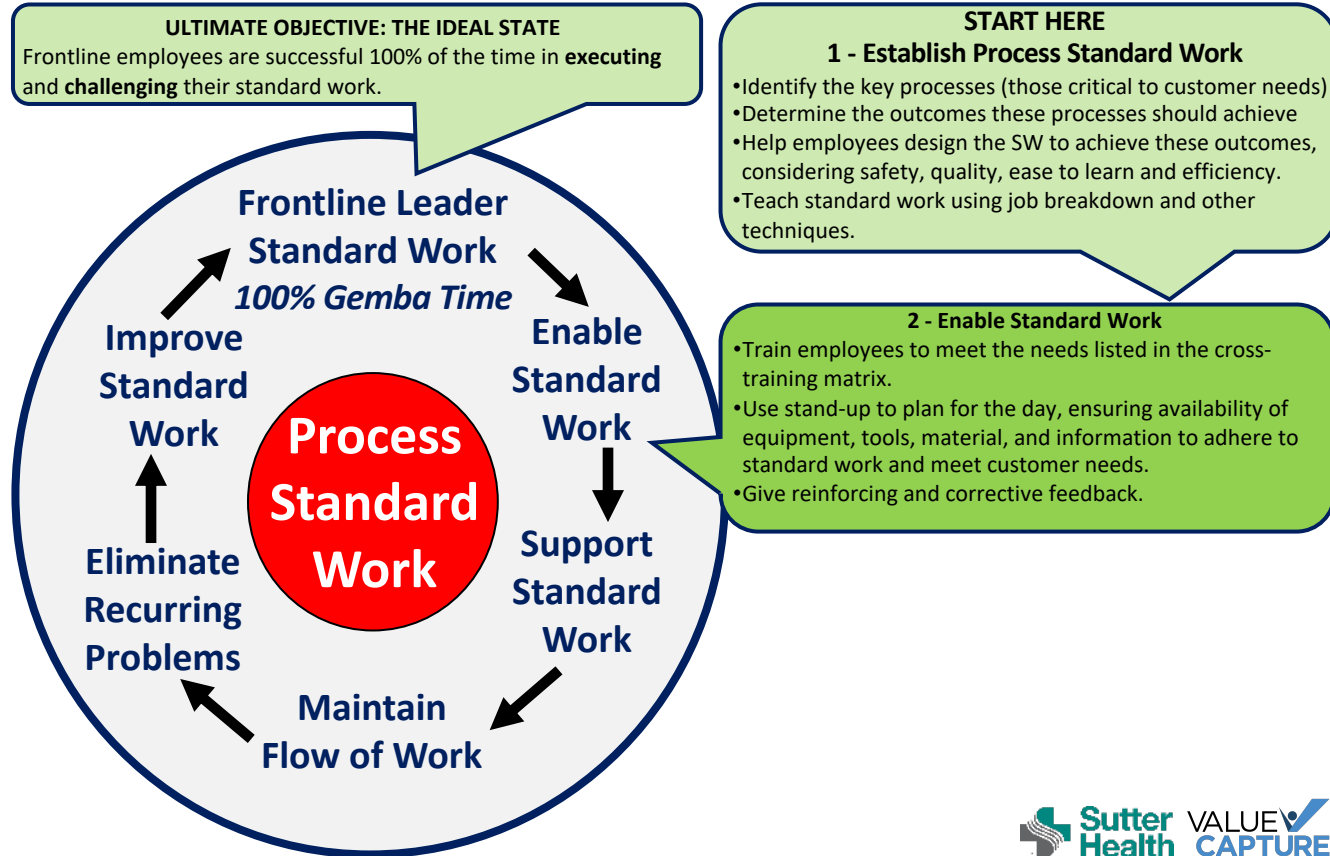 ULTIMATE OBJECTIVE: THE IDEAL STATE
Frontline employees are successful 100% of the time in executing
and challenging their standard work.
START HERE
1 - Establish Process Standard Work
•Identify the key processes (those critical to customer needs)
•Determine the outcomes these processes should achieve
•Help employees design the SW to achieve these outcomes,
considering safety, quality, ease to learn and efficiency.
•Teach standard work using job breakdown and other
techniques.
2 - Enable Standard Work
•Train employees to meet the needs listed in the cross-
training matrix.
•Use stand-up to plan for the day, ensuring availability of
equipment, tools, material, and information to adhere to
standard work and meet customer needs.
•Give reinforcing and corrective feedback.
Frontline Leader
Standard Work
100% Gemba Time
Enable
Standard
Work
Support
Standard
Work
Maintain
Flow of Work
Eliminate
Recurring
Problems
Improve
Standard
Work
Process
Standard
Work
Sutter
Health
VALUE
CAPTURE